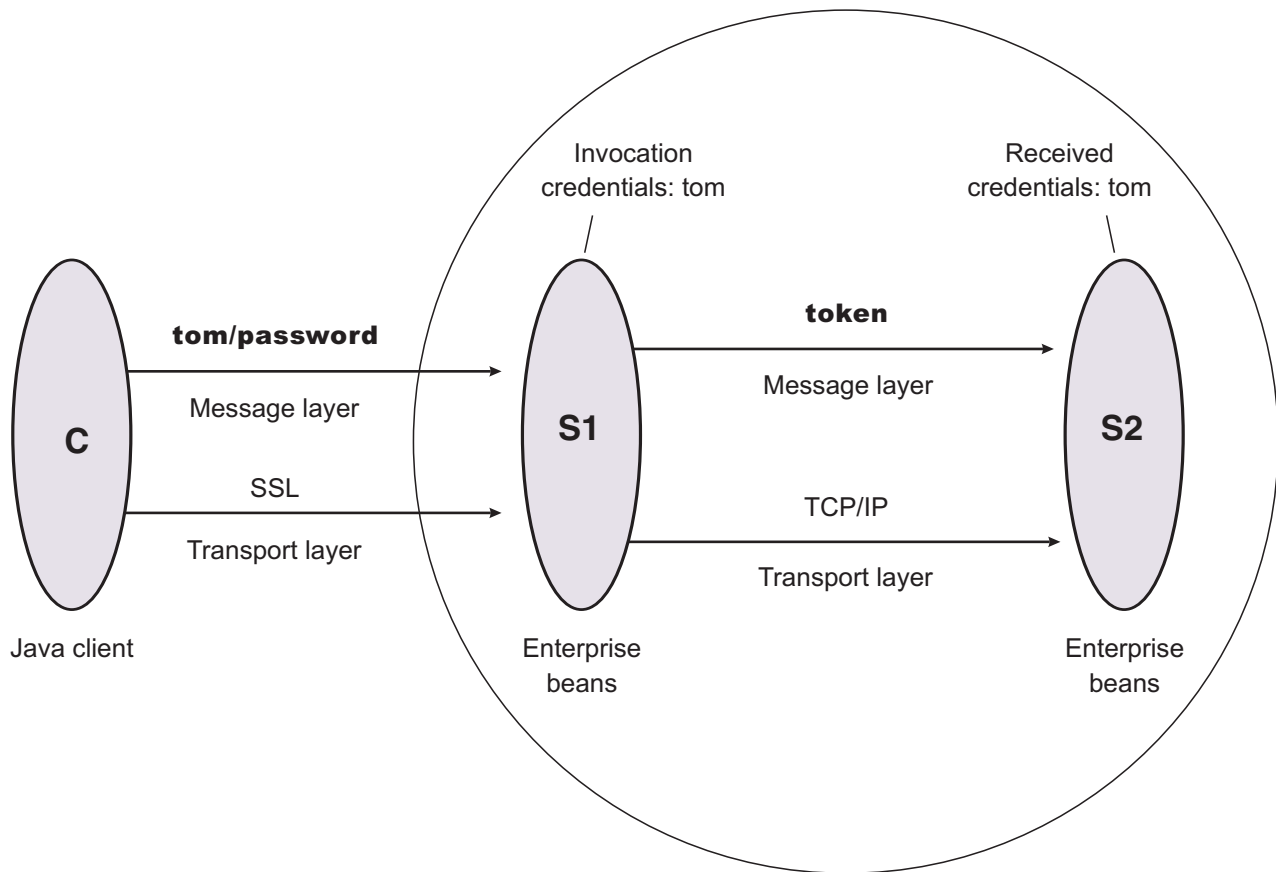 Invocation
credentials: tom
Received
credentials: tom
tom/password
Message layer
token
Message layer
C
S1
S2
SSL
Transport layer
TCP/IP
Transport layer
Java client
Enterprise
beans
Enterprise
beans